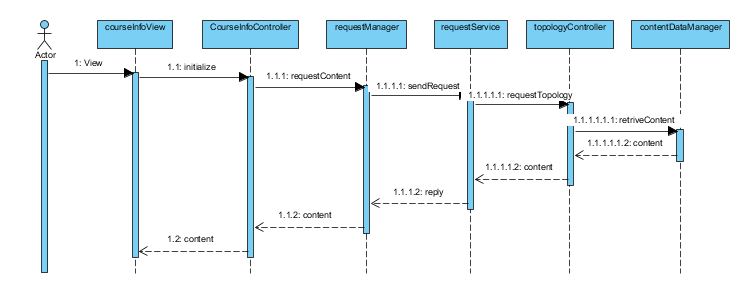 courseInfoView
CourseInfoController
requestManager
requestService
topologyController
contentDataManager
Actor
1: View
1.1: initialize
1.1.1: requestContent
1.1.1.1: sendRequest
1.1.1.1.1: requestTopology
1.1.1.1.1.1: retriveContent
1.1.1.1.1.2: content
1.1.1.1.2: content
1.1.1.2: reply
1.1.2: content
1.2: content